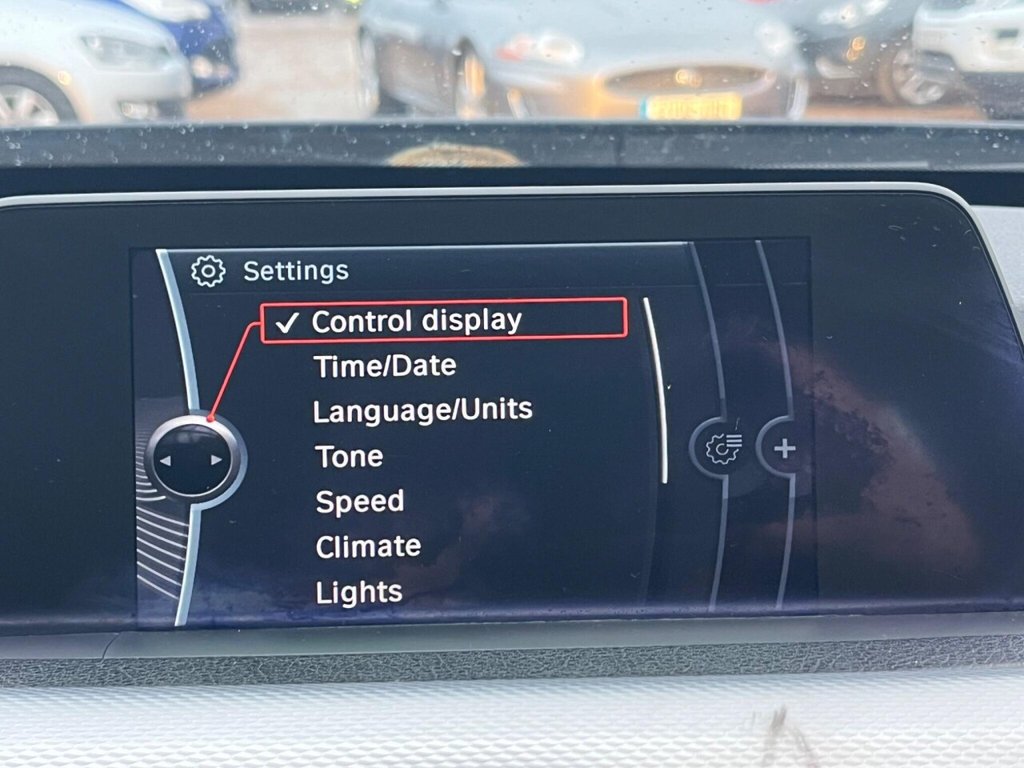 Settings
✓ Control display
Time/Date
Language/Units
Tone
Speed
Climate
Lights